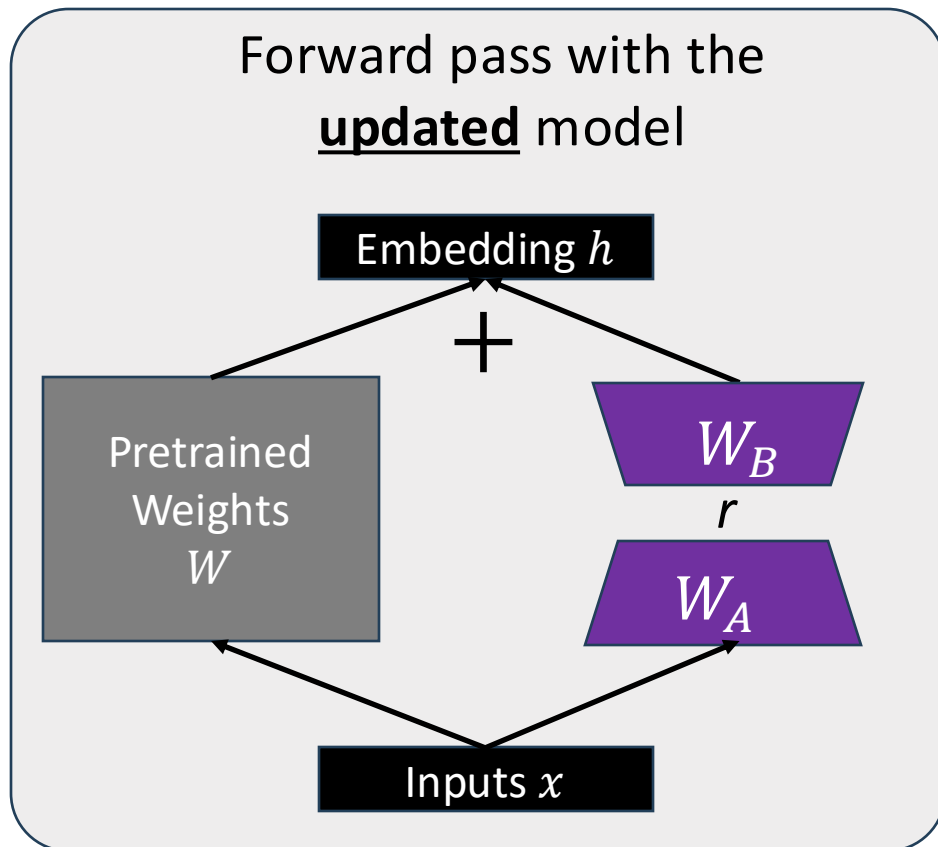 Forward pass with the
updated model
Embedding h
+
Pretrained
Weights
W
W_B
r
W_A
Inputs x